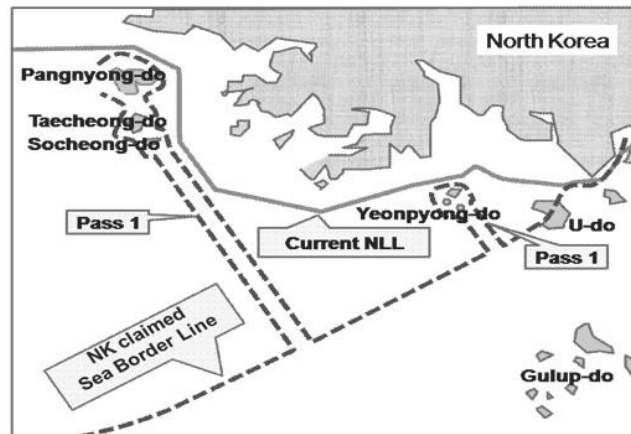 North Korea
Pangnyong-do
Taecheong-do
Socheong-do
Pass 1
Current NLL
Yeonpyong-do
U-do
Pass 1
NK claimed
Sea Border Line
Gulup-do